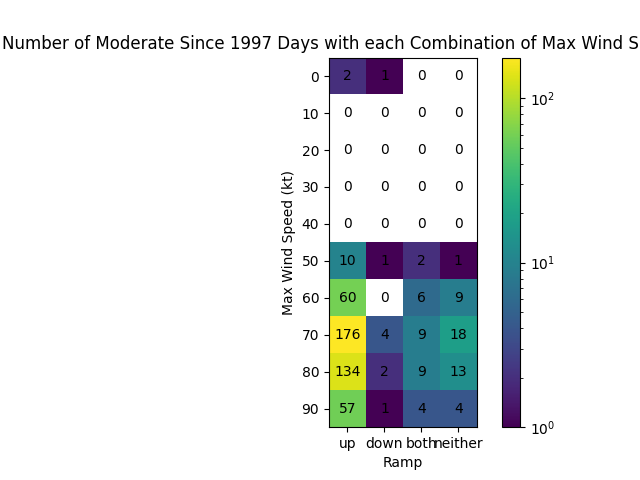 Number of Moderate Since 1997 Days with each Combination of Max Wind S
0 2 1 0 0
10 0 0 0 0
20 0 0 0 0
30 0 0 0 0
40 0 0 0 0
50 10 1 2 1
60 60 0 6 9
70 176 4 9 18
80 134 2 9 13
90 57 1 4 4
up down both neither
Ramp
Max Wind Speed (kt)
10²
10¹
10⁰